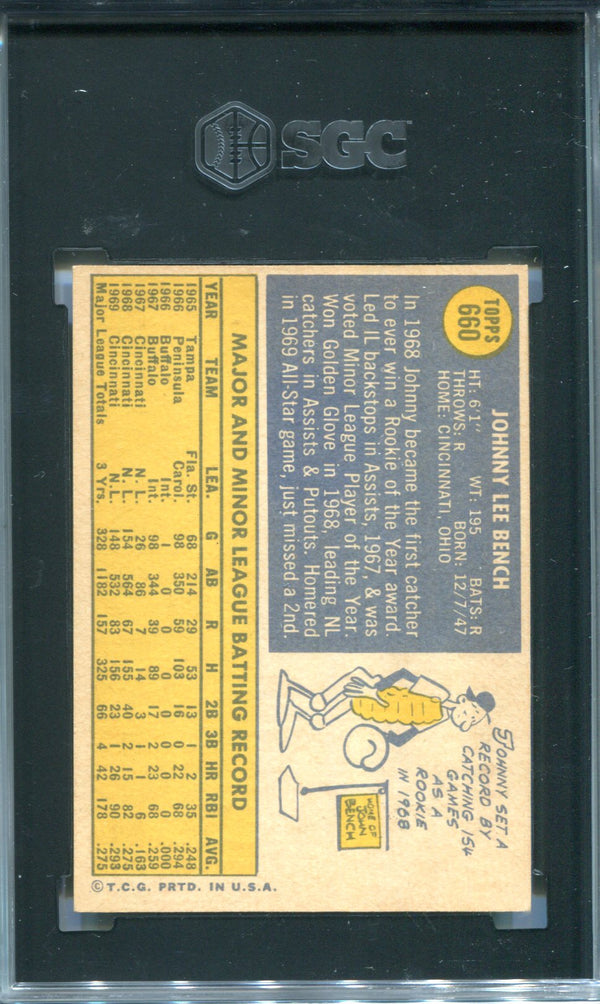 SGC
TOPPS
660
JOHNNY LEE BENCH
HT: 6'1" WT: 195 BATS: R
THROWS: R BORN: 12/7/47
HOME: CINCINNATI, OHIO
In 1968 Johnny became the first catcher
to ever win a Rookie of the Year award.
Led IL backstops in Assists, 1967, & was
voted Minor League Player of the Year.
Won Golden Glove in 1968, leading NL
catchers in Assists & Putouts. Homered
in 1969 All-Star game, just missed a 2nd.
JOHNNY SET A
RECORD BY
CATCHING 154
GAMES
AS A
ROOKIE
IN 1968
HOME OF
JOHN
BENCH
MAJOR AND MINOR LEAGUE BATTING RECORD
YEAR TEAM LEA. G AB R H 2B 3B HR RBI AVG.
1965 Tampa Fla. St. 68 214 29 53 13 1 2 35 .248
1966 Peninsula Carol. 98 350 59 103 16 0 22 68 .294
1966 Buffalo Int. 1 0 0 0 0 0 0 0 .000
1967 Buffalo Int. 98 344 39 89 17 2 23 68 .259
1967 Cincinnati N. L. 26 86 7 14 3 1 1 6 .163
1968 Cincinnati N. L. 154 564 67 155 40 2 15 82 .275
1969 Cincinnati N. L. 148 532 83 156 23 1 26 90 .293
Major League Totals 3 Yrs. 328 1182 157 325 66 4 42 178 .275
© T.C.G. PRTD. IN U.S.A.